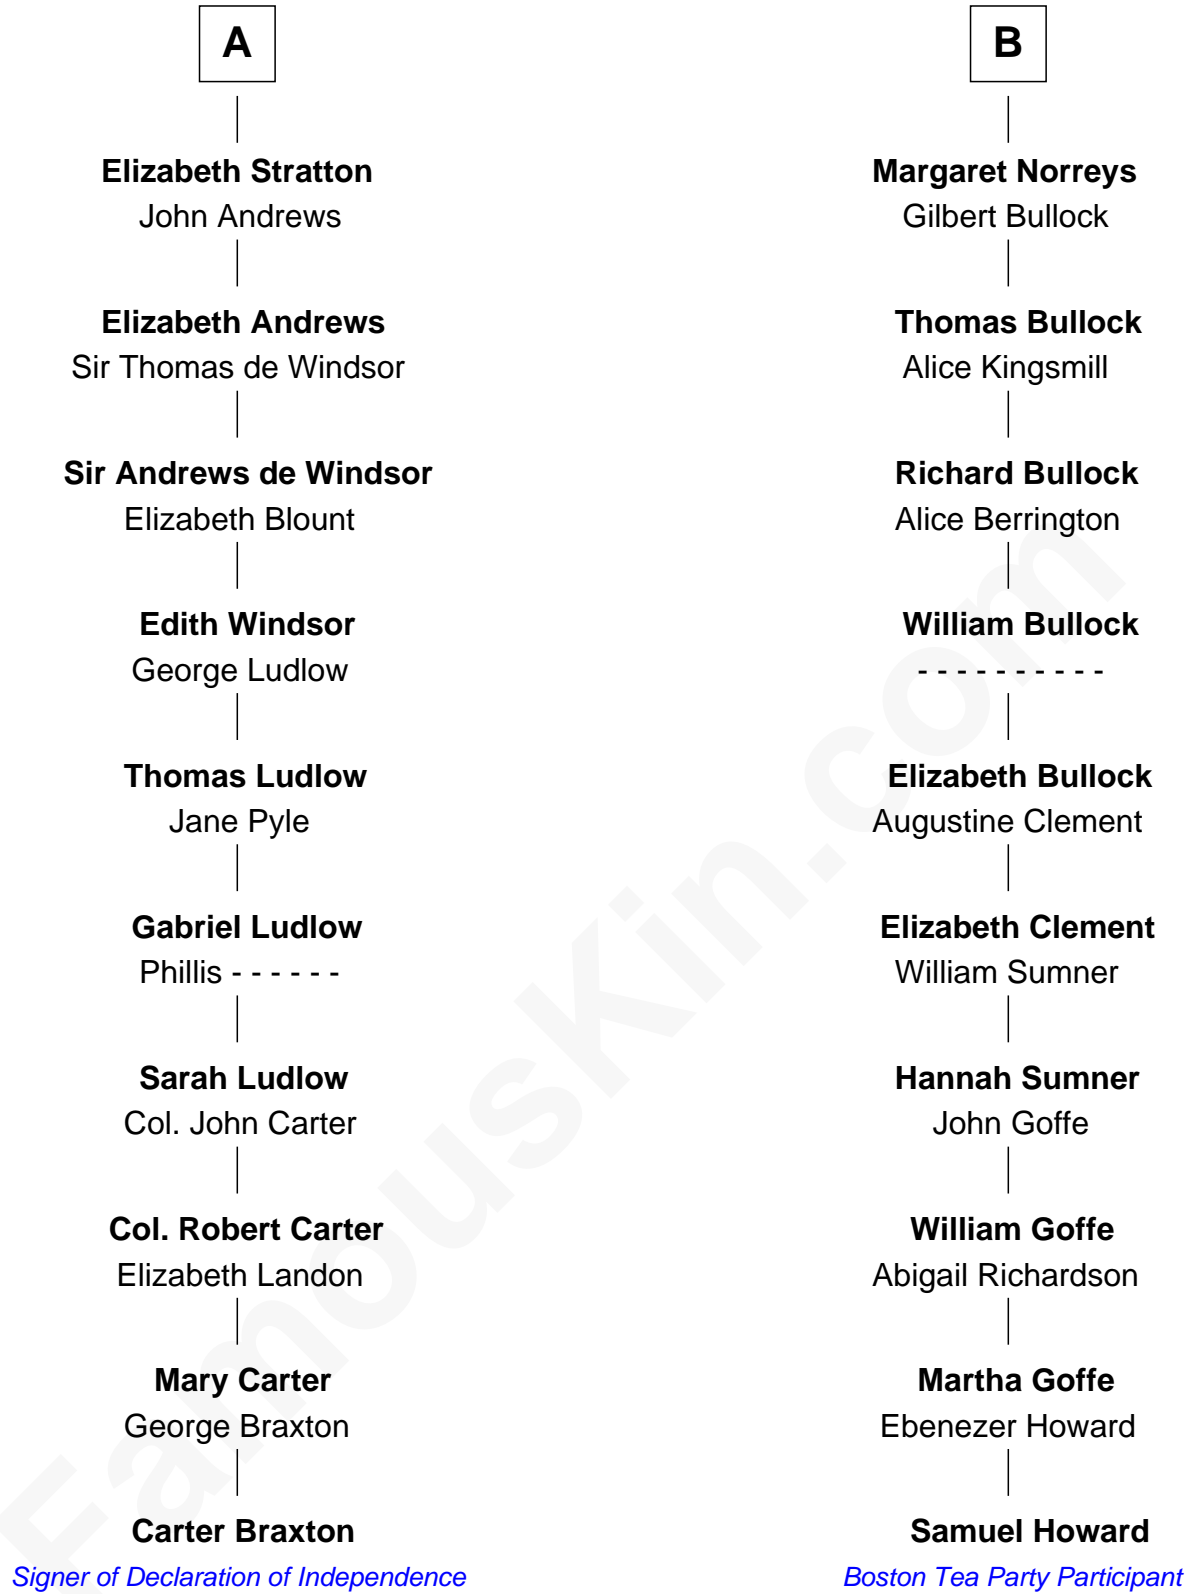 A
Elizabeth Stratton
John Andrews
Elizabeth Andrews
Sir Thomas de Windsor
Sir Andrews de Windsor
Elizabeth Blount
Edith Windsor
George Ludlow
Thomas Ludlow
Jane Pyle
Gabriel Ludlow
Phillis - - - - - -
Sarah Ludlow
Col. John Carter
Col. Robert Carter
Elizabeth Landon
Mary Carter
George Braxton
Carter Braxton
Signer of Declaration of Independence
B
Margaret Norreys
Gilbert Bullock
Thomas Bullock
Alice Kingsmill
Richard Bullock
Alice Berrington
William Bullock
- - - - - - - - - -
Elizabeth Bullock
Augustine Clement
Elizabeth Clement
William Sumner
Hannah Sumner
John Goffe
William Goffe
Abigail Richardson
Martha Goffe
Ebenezer Howard
Samuel Howard
Boston Tea Party Participant
FamousKin.com